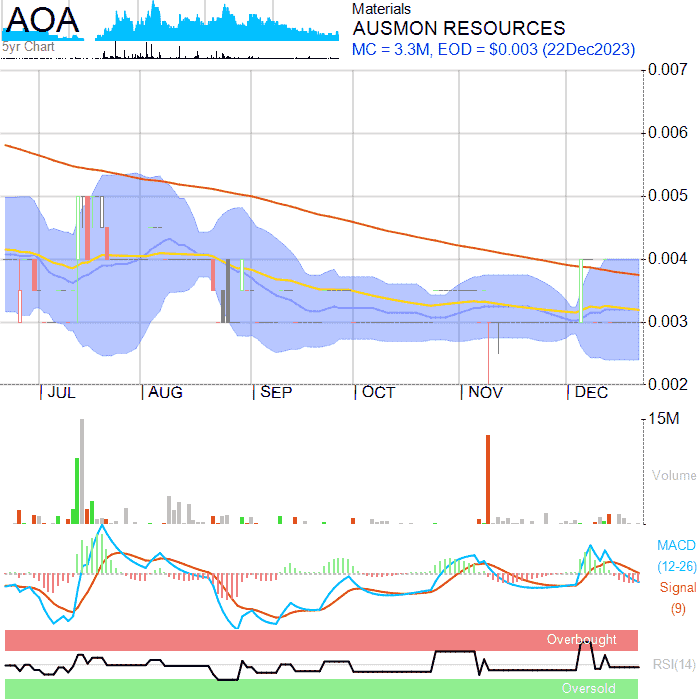 AOA
5yr Chart
Materials
AUSMON RESOURCES
MC = 3.3M, EOD = $0.003 (22Dec2023)
0.007
0.006
0.005
0.004
0.003
0.002
JUL AUG SEP OCT NOV DEC
15M
Volume
MACD
(12-26)
Signal
(9)
Overbought
RSI(14)
Oversold